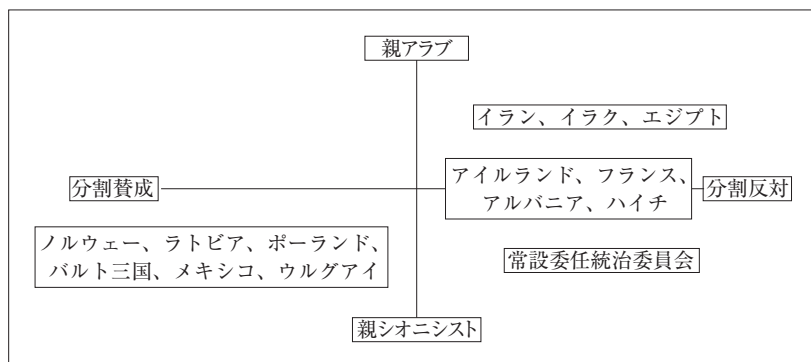 親アラブ
イラン、イラク、エジプト
分割賛成
アイルランド、フランス、
アルバニア、ハイチ
分割反対
ノルウェー、ラトビア、ポーランド、
バルト三国、メキシコ、ウルグアイ
常設委任統治委員会
親シオニシスト